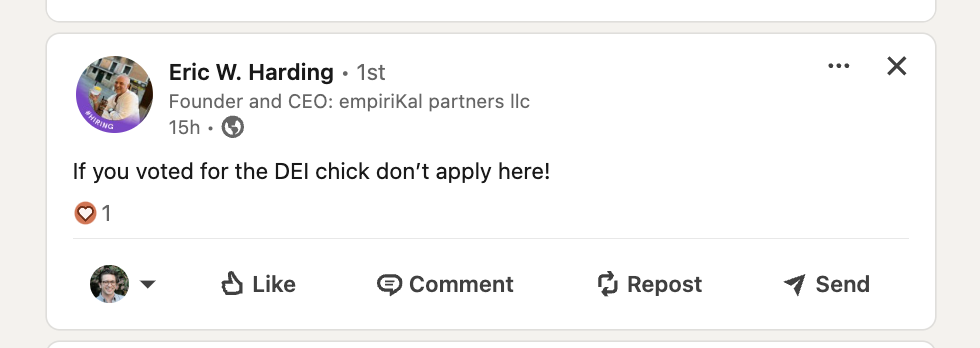 Eric W. Harding • 1st
Founder and CEO: empiriKal partners llc
15h •
#HIRING
If you voted for the DEI chick don’t apply here!
1
Like Comment Repost Send